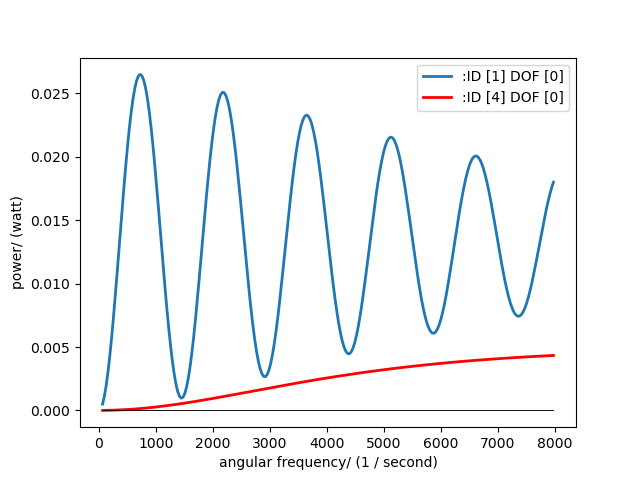 :ID [1] DOF [0]
:ID [4] DOF [0]
power/ (watt)
0.025
0.020
0.015
0.010
0.005
0.000
0 1000 2000 3000 4000 5000 6000 7000 8000
angular frequency/ (1 / second)